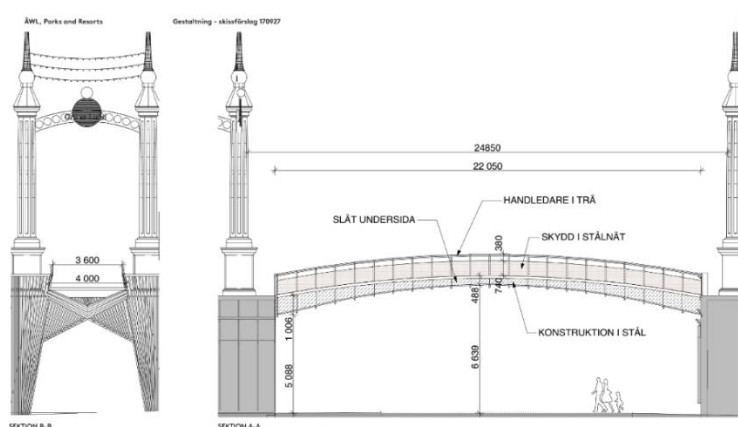 ÅWL, Parks and Resorts
Gestaltning - skissförslag 170927
24850
22 050
HANDLEDARE I TRÄ
SLÄT UNDERSIDA
380
SKYDD I STÅLNÄT
3 600
4 000
488
740
KONSTRUKTION I STÅL
1 006
5 088
6 639
SEKTION B-B
SEKTION A-A